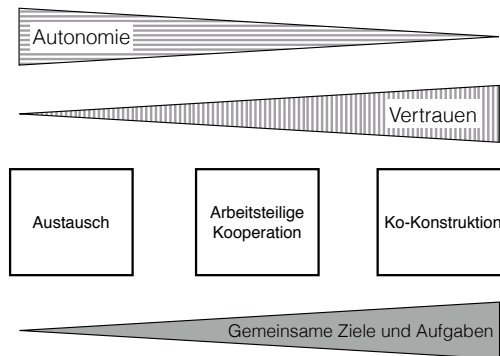 Autonomie
Vertrauen
Austausch
Arbeitsteilige
Kooperation
Ko-Konstruktion
Gemeinsame Ziele und Aufgaben